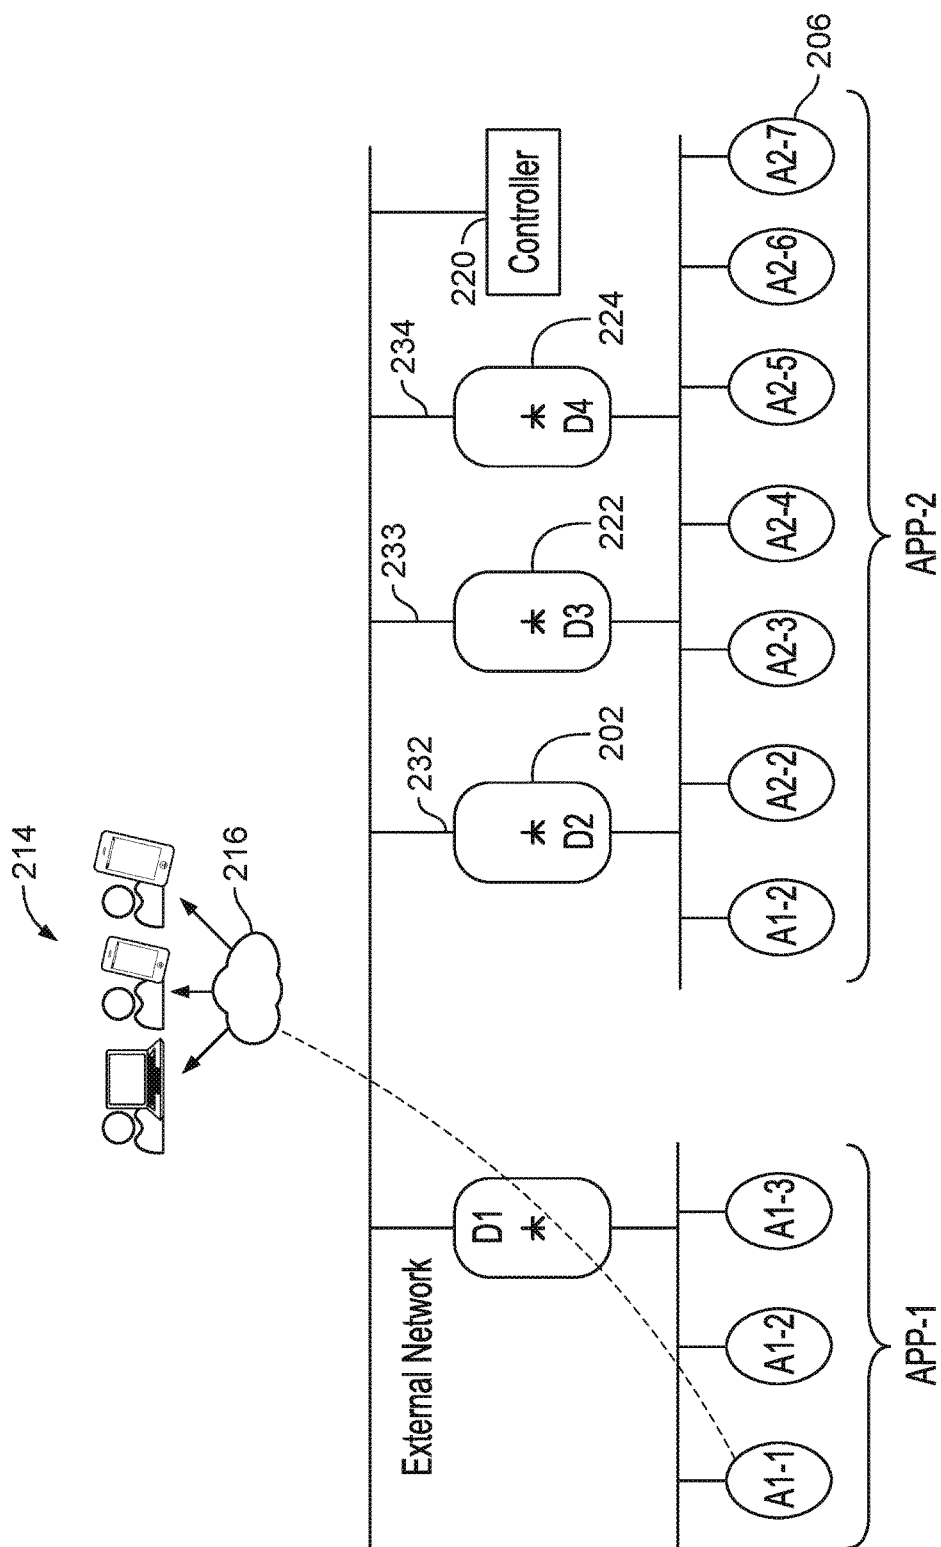 214
216
External Network
D1
232
233
234
220
Controller
D2
202
D3
222
D4
224
A1-1
A1-2
A1-3
A1-2
A2-2
A2-3
A2-4
A2-5
A2-6
A2-7
206
APP-1
APP-2